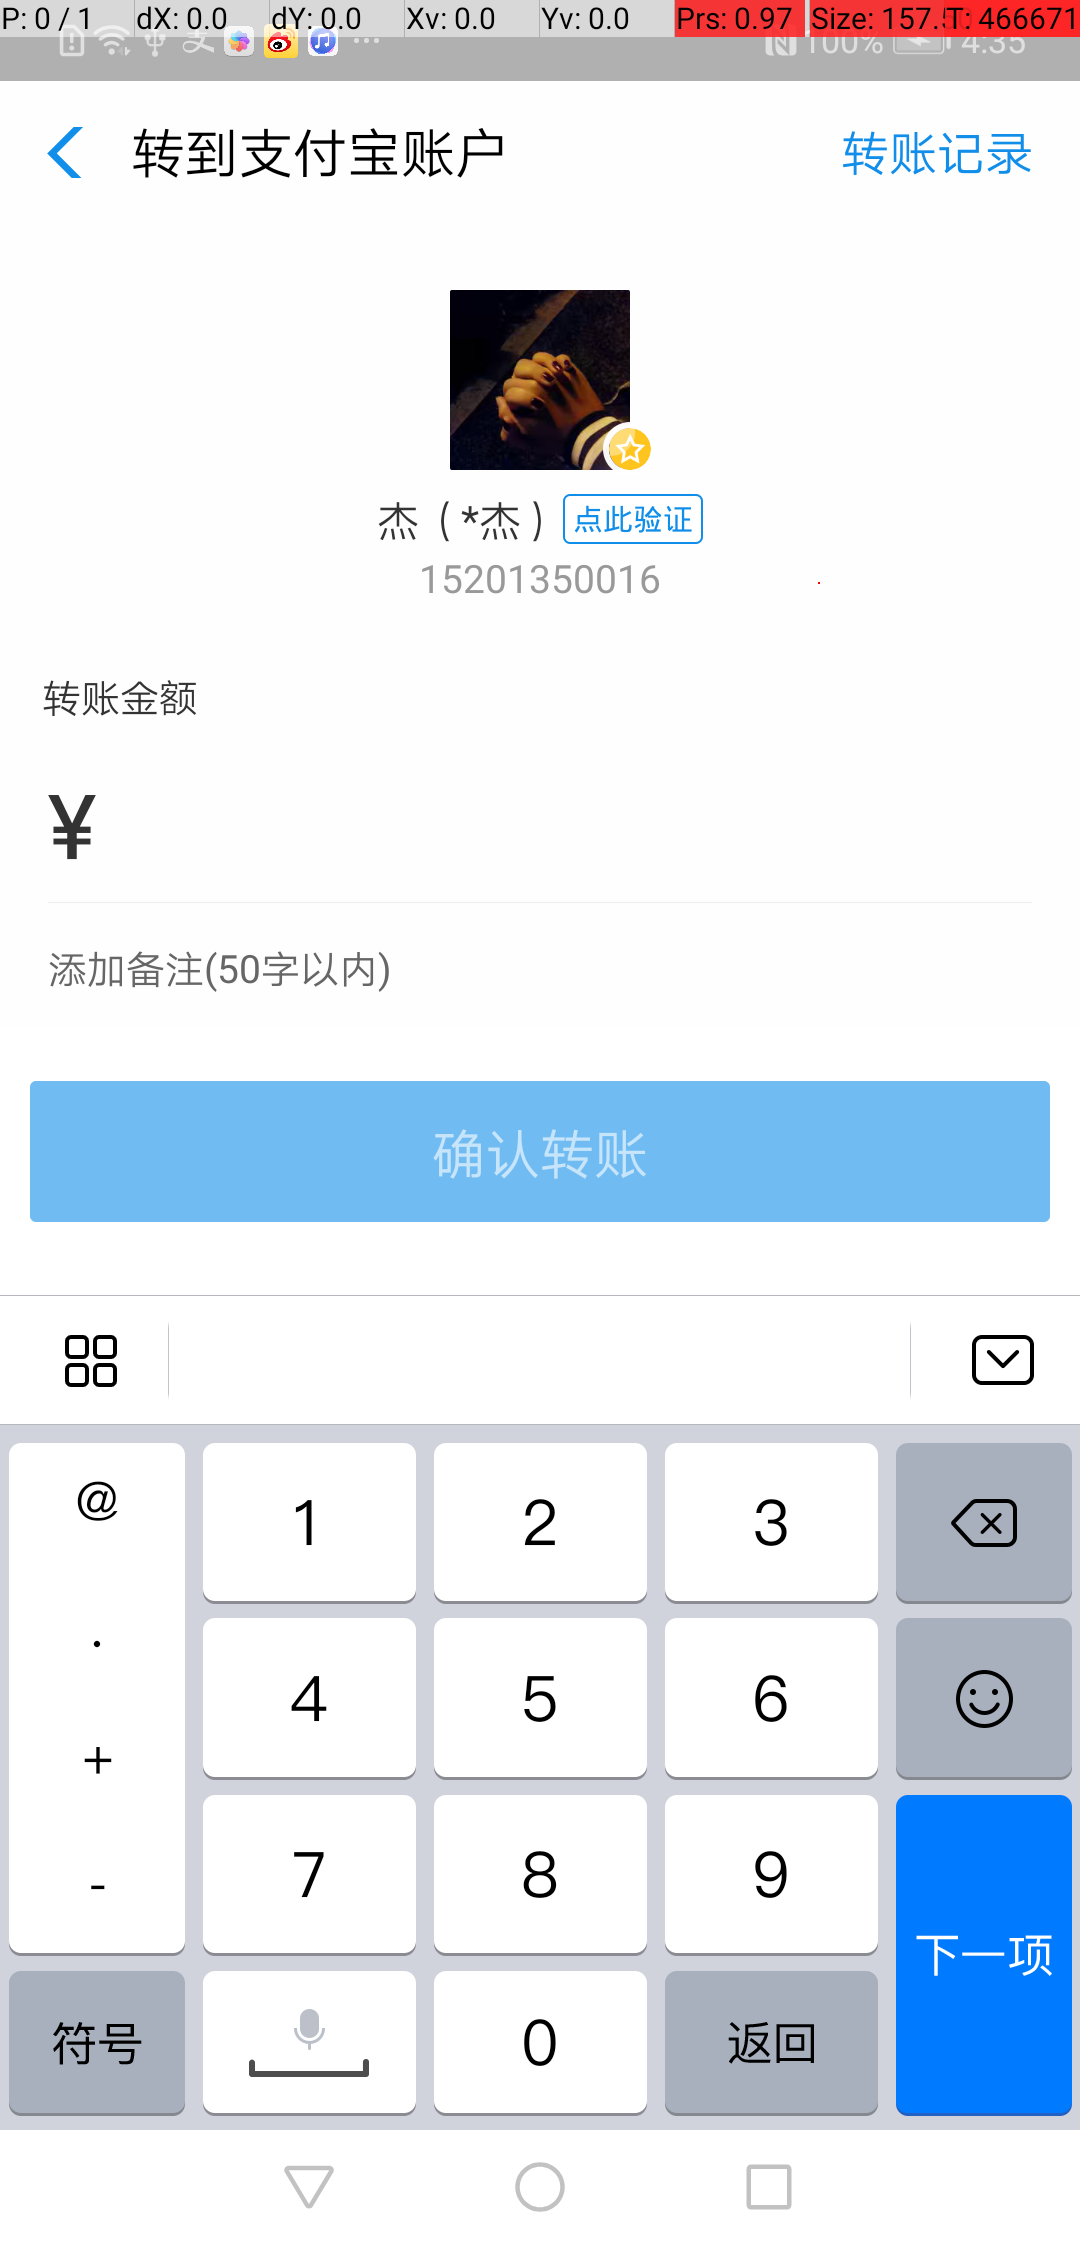 P: 0 / 1 dX: 0.0 dY: 0.0 Xv: 0.0 Yv: 0.0 Prs: 0.97 Size: 157.5 T: 466671
支 100% 4:35
转到支付宝账户 转账记录
杰（*杰） 点此验证
15201350016
转账金额
¥
添加备注(50字以内)
确认转账
@ 1 2 3
. 4 5 6
+
- 7 8 9
下一项
符号 0 返回